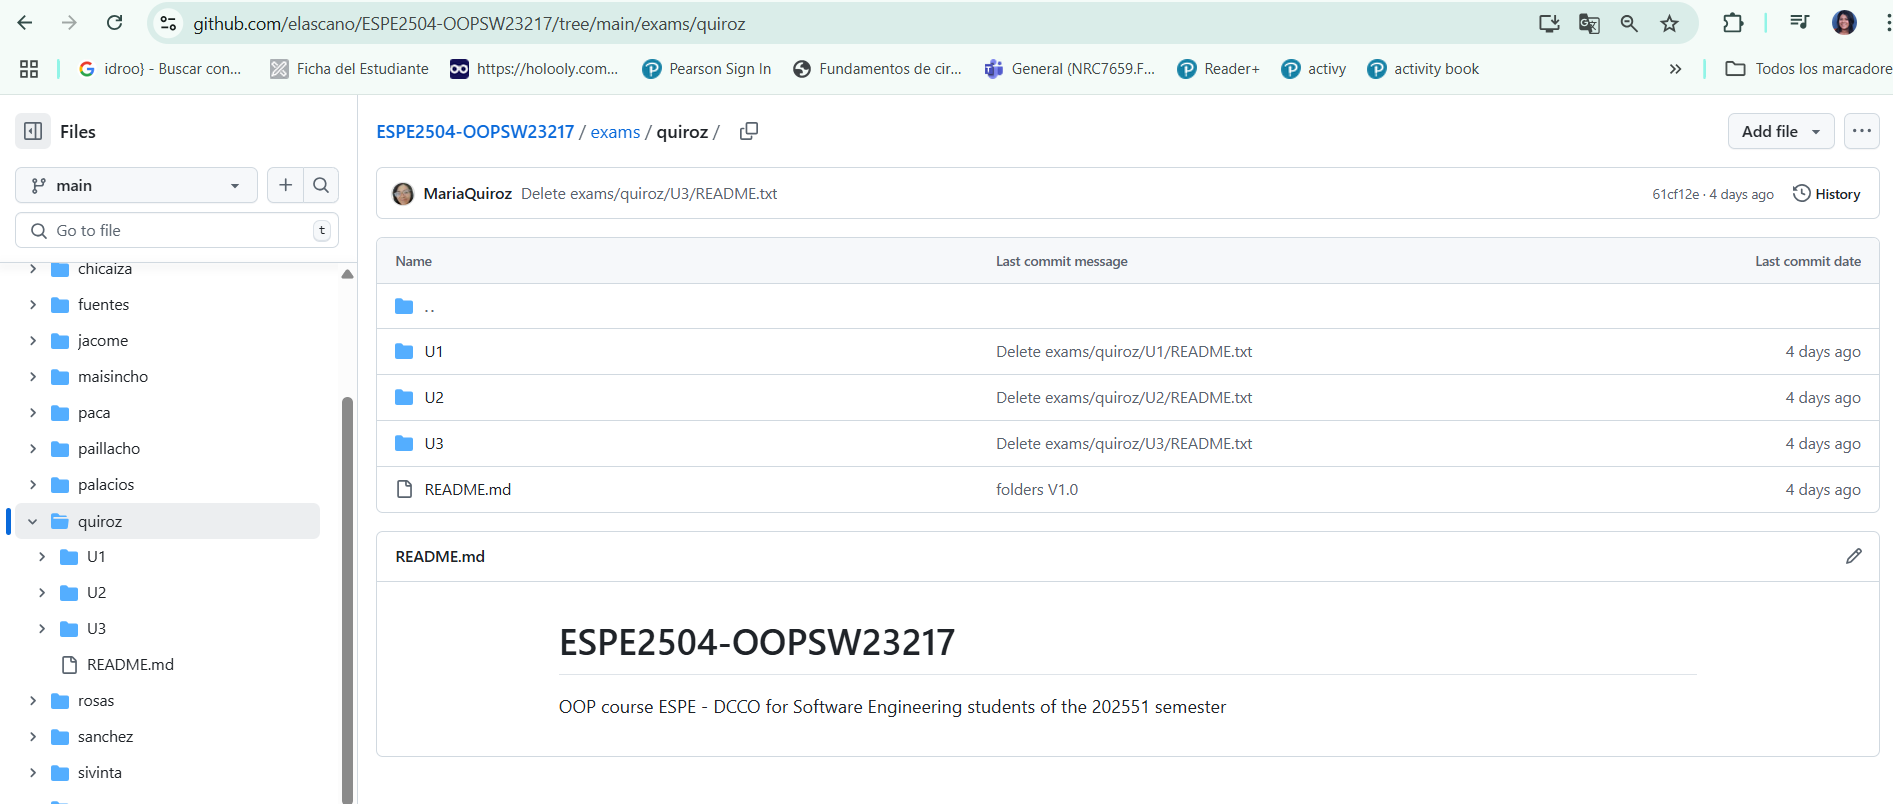 github.com/elascano/ESPE2504-OOPSW23217/tree/main/exams/quiroz
idroo} - Buscar con... Ficha del Estudiante https://holooly.com... Pearson Sign In Fundamentos de cir... General (NRC7659.F... Reader+ activy activity book » Todos los marcadore
Files
main
Go to file t
chicaiza
fuentes
jacome
maisincho
paca
paillacho
palacios
quiroz
U1
U2
U3
README.md
rosas
sanchez
sivinta
ESPE2504-OOPSW23217 / exams / quiroz /
Add file
MariaQuiroz Delete exams/quiroz/U3/README.txt 61cf12e · 4 days ago History
Name Last commit message Last commit date
..
U1 Delete exams/quiroz/U1/README.txt 4 days ago
U2 Delete exams/quiroz/U2/README.txt 4 days ago
U3 Delete exams/quiroz/U3/README.txt 4 days ago
README.md folders V1.0 4 days ago
README.md
ESPE2504-OOPSW23217
OOP course ESPE - DCCO for Software Engineering students of the 202551 semester